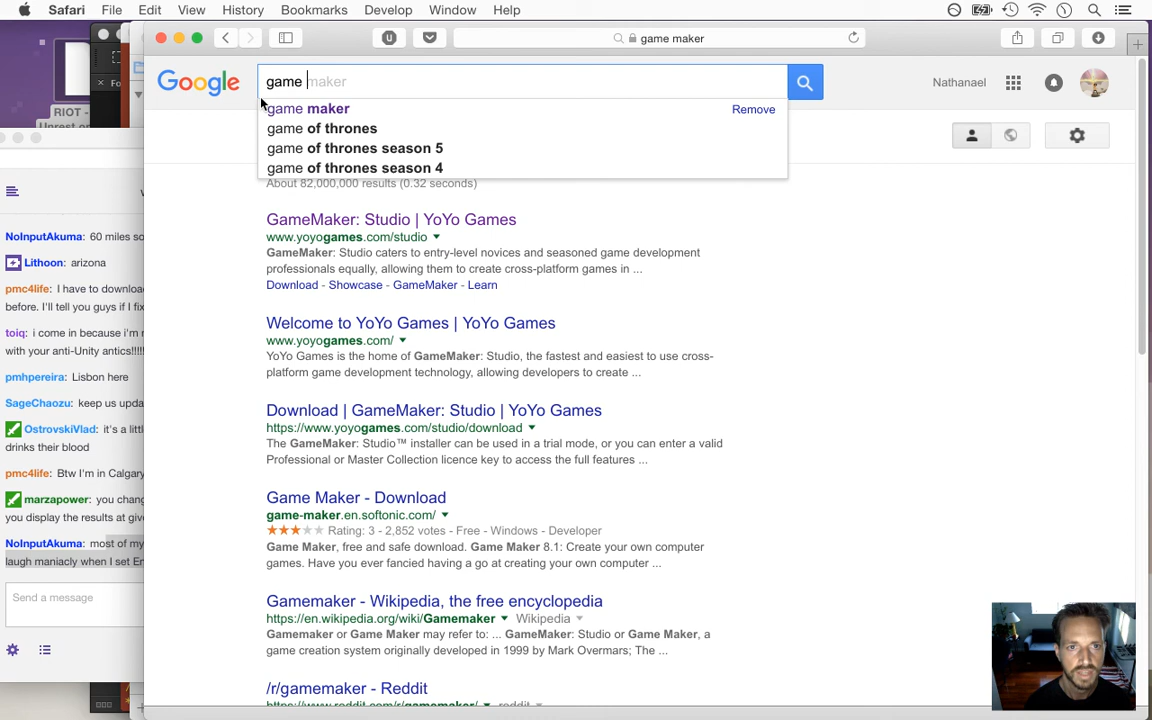 Safari File Edit View History Bookmarks Develop Window Help
game maker
Google
game maker
Nathanael
game maker
Remove
game of thrones
game of thrones season 5
game of thrones season 4
About 82,000,000 results (0.32 seconds)
GameMaker: Studio | YoYo Games
www.yoyogames.com/studio
GameMaker: Studio caters to entry-level novices and seasoned game development
professionals equally, allowing them to create cross-platform games in ...
Download - Showcase - GameMaker - Learn
Welcome to YoYo Games | YoYo Games
www.yoyogames.com/
YoYo Games is the home of GameMaker: Studio, the fastest and easiest to use cross-
platform game development technology, allowing developers to create ...
Download | GameMaker: Studio | YoYo Games
https://www.yoyogames.com/studio/download
The GameMaker: Studio™ installer can be used in a trial mode, or you can enter a valid
Professional or Master Collection licence key to access the full features ...
Game Maker - Download
game-maker.en.softonic.com/
Rating: 3 - 2,852 votes - Free - Windows - Developer
Game Maker, free and safe download. Game Maker 8.1: Create your own computer
games. Have you ever fancied having a go at creating your own computer ...
Gamemaker - Wikipedia, the free encyclopedia
https://en.wikipedia.org/wiki/Gamemaker Wikipedia
Gamemaker or Game Maker may refer to: ... GameMaker: Studio or Game Maker, a
game creation system originally developed in 1999 by Mark Overmars; The ...
/r/gamemaker - Reddit
https://www.reddit.com/r/gamemaker/ reddit
RIOT -
Unrest on
NoInputAkuma: 60 miles so
Lithoon: arizona
pmc4life: I have to downloa
before. I'll tell you guys if I fix
toiq: i come in because i'm r
with your anti-Unity antics!!!!!
pmhpereira: Lisbon here
SageChaozu: keep us upda
OstrovskiVlad: it's a littl
drinks their blood
pmc4life: Btw I'm in Calgary
marzapower: you chang
you display the results at give
NoInputAkuma: most of my
laugh maniacly when I set En
Send a message